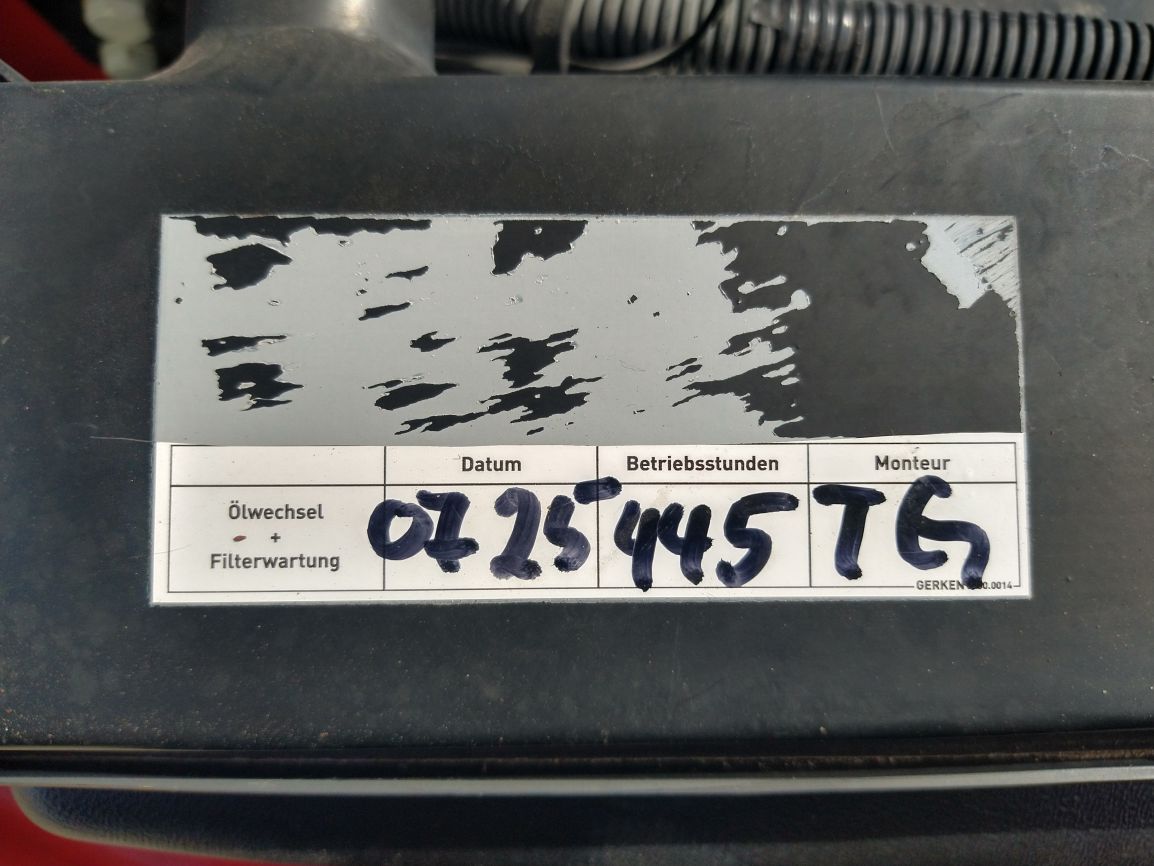 Datum Betriebsstunden Monteur
Ölwechsel
+
Filterwartung
07 25 445 TG
GERKEN